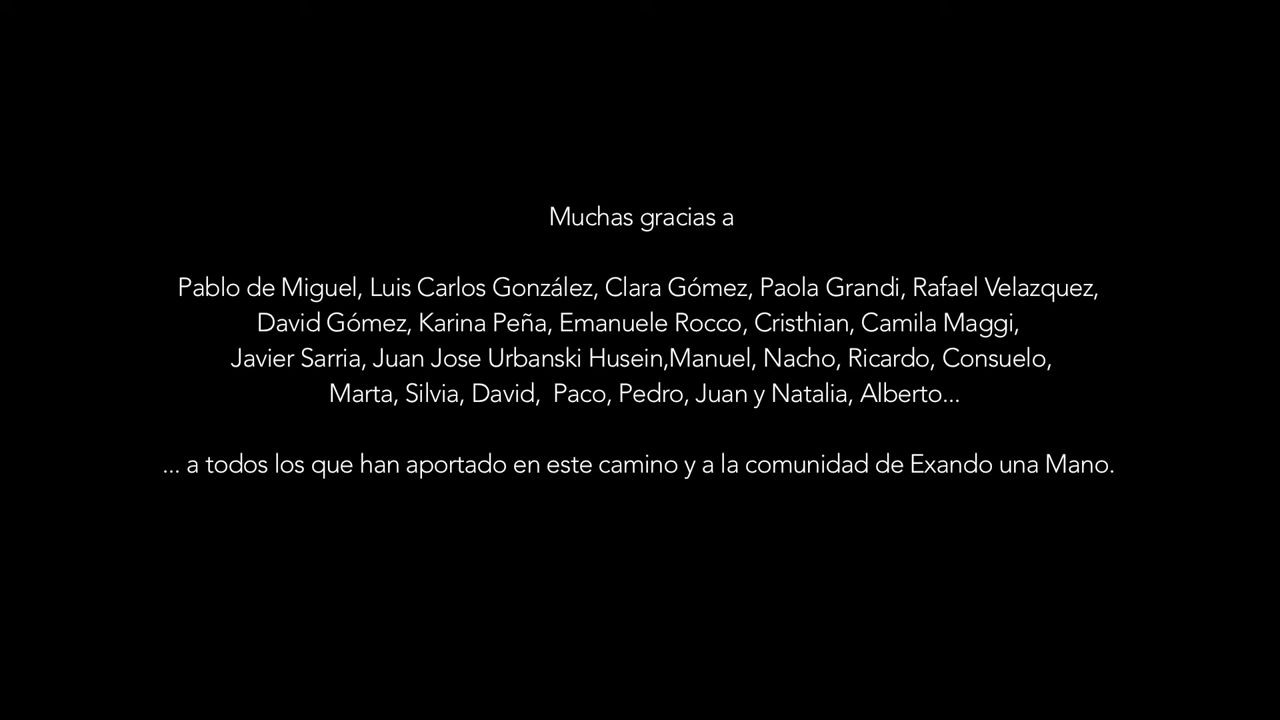 Muchas gracias a
Pablo de Miguel, Luis Carlos González, Clara Gómez, Paola Grandi, Rafael Velazquez,
David Gómez, Karina Peña, Emanuele Rocco, Cristhian, Camila Maggi,
Javier Sarria, Juan Jose Urbanski Husein,Manuel, Nacho, Ricardo, Consuelo,
Marta, Silvia, David,  Paco, Pedro, Juan y Natalia, Alberto...
... a todos los que han aportado en este camino y a la comunidad de Exando una Mano.